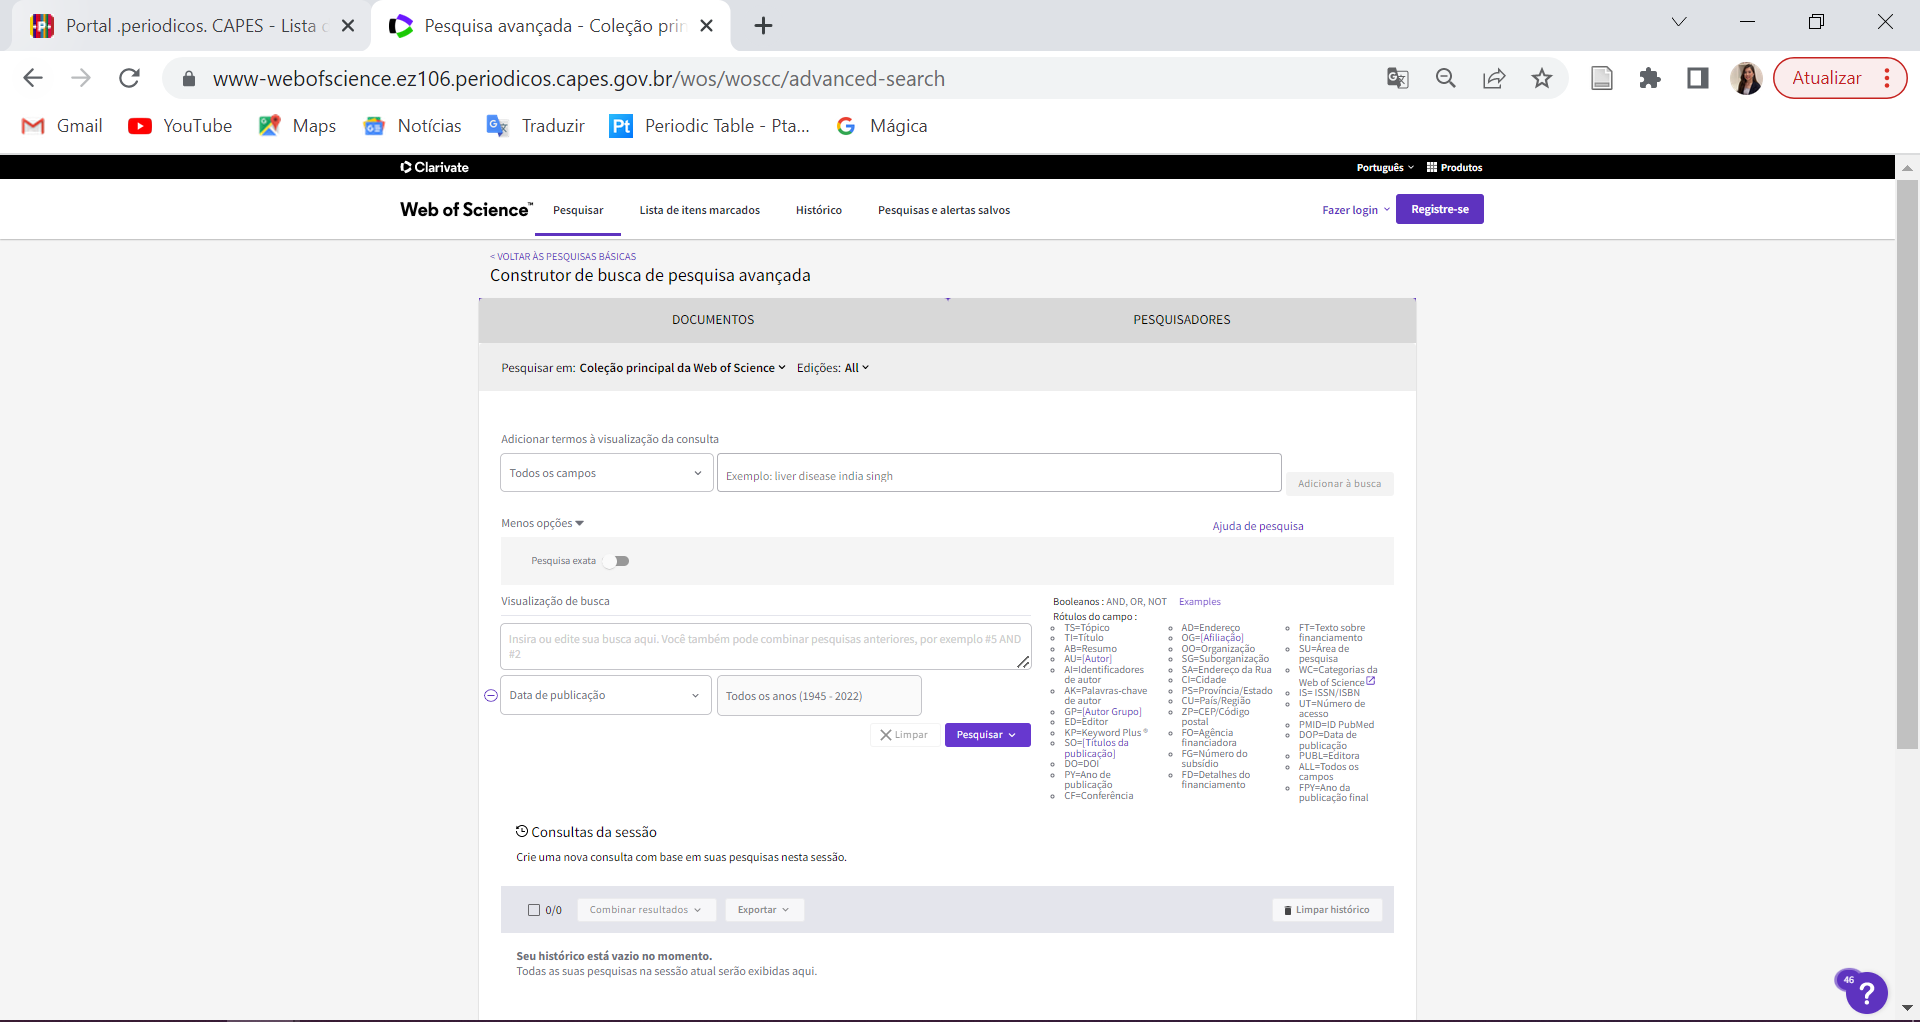 Portal .periodicos. CAPES - Lista
Pesquisa avançada - Coleção prin
www-webofscience.ez106.periodicos.capes.gov.br/wos/woscc/advanced-search
Atualizar
Gmail
YouTube
Maps
Notícias
Traduzir
Pt
Periodic Table - Pta...
Mágica
Clarivate
Português
Produtos
Web of Science™
Pesquisar
Lista de itens marcados
Histórico
Pesquisas e alertas salvos
Fazer login
Registre-se
< VOLTAR ÀS PESQUISAS BÁSICAS
Construtor de busca de pesquisa avançada
DOCUMENTOS
PESQUISADORES
Pesquisar em: Coleção principal da Web of Science
Edições: All
Adicionar termos à visualização da consulta
Todos os campos
Exemplo: liver disease india singh
Adicionar à busca
Menos opções
Ajuda de pesquisa
Pesquisa exata
Visualização de busca
Insira ou edite sua busca aqui. Você também pode combinar pesquisas anteriores, por exemplo #5 AND
#2
Data de publicação
Todos os anos (1945 - 2022)
Limpar
Pesquisar
Booleanos : AND, OR, NOT
Examples
Rótulos do campo :
TS=Tópico
TI=Título
AB=Resumo
AU=[Autor]
AI=Identificadores
de autor
AK=Palavras-chave
de autor
GP=[Autor Grupo]
ED=Editor
KP=Keyword Plus ®
SO=[Títulos da
publicação]
DO=DOI
PY=Ano de
publicação
CF=Conferência
AD=Endereço
OG=[Afiliação]
OO=Organização
SG=Suborganização
SA=Endereço da Rua
CI=Cidade
PS=Província/Estado
CU=País/Região
ZP=CEP/Código
postal
FO=Agência
financiadora
FG=Número do
subsídio
FD=Detalhes do
financiamento
FT=Texto sobre
financiamento
SU=Área de
pesquisa
WC=Categorias da
Web of Science
IS= ISSN/ISBN
UT=Número de
acesso
PMID=ID PubMed
DOP=Data de
publicação
PUBL=Editora
ALL=Todos os
campos
FPY=Ano da
publicação final
Consultas da sessão
Crie uma nova consulta com base em suas pesquisas nesta sessão.
0/0
Combinar resultados
Exportar
Limpar histórico
Seu histórico está vazio no momento.
Todas as suas pesquisas na sessão atual serão exibidas aqui.
46
?